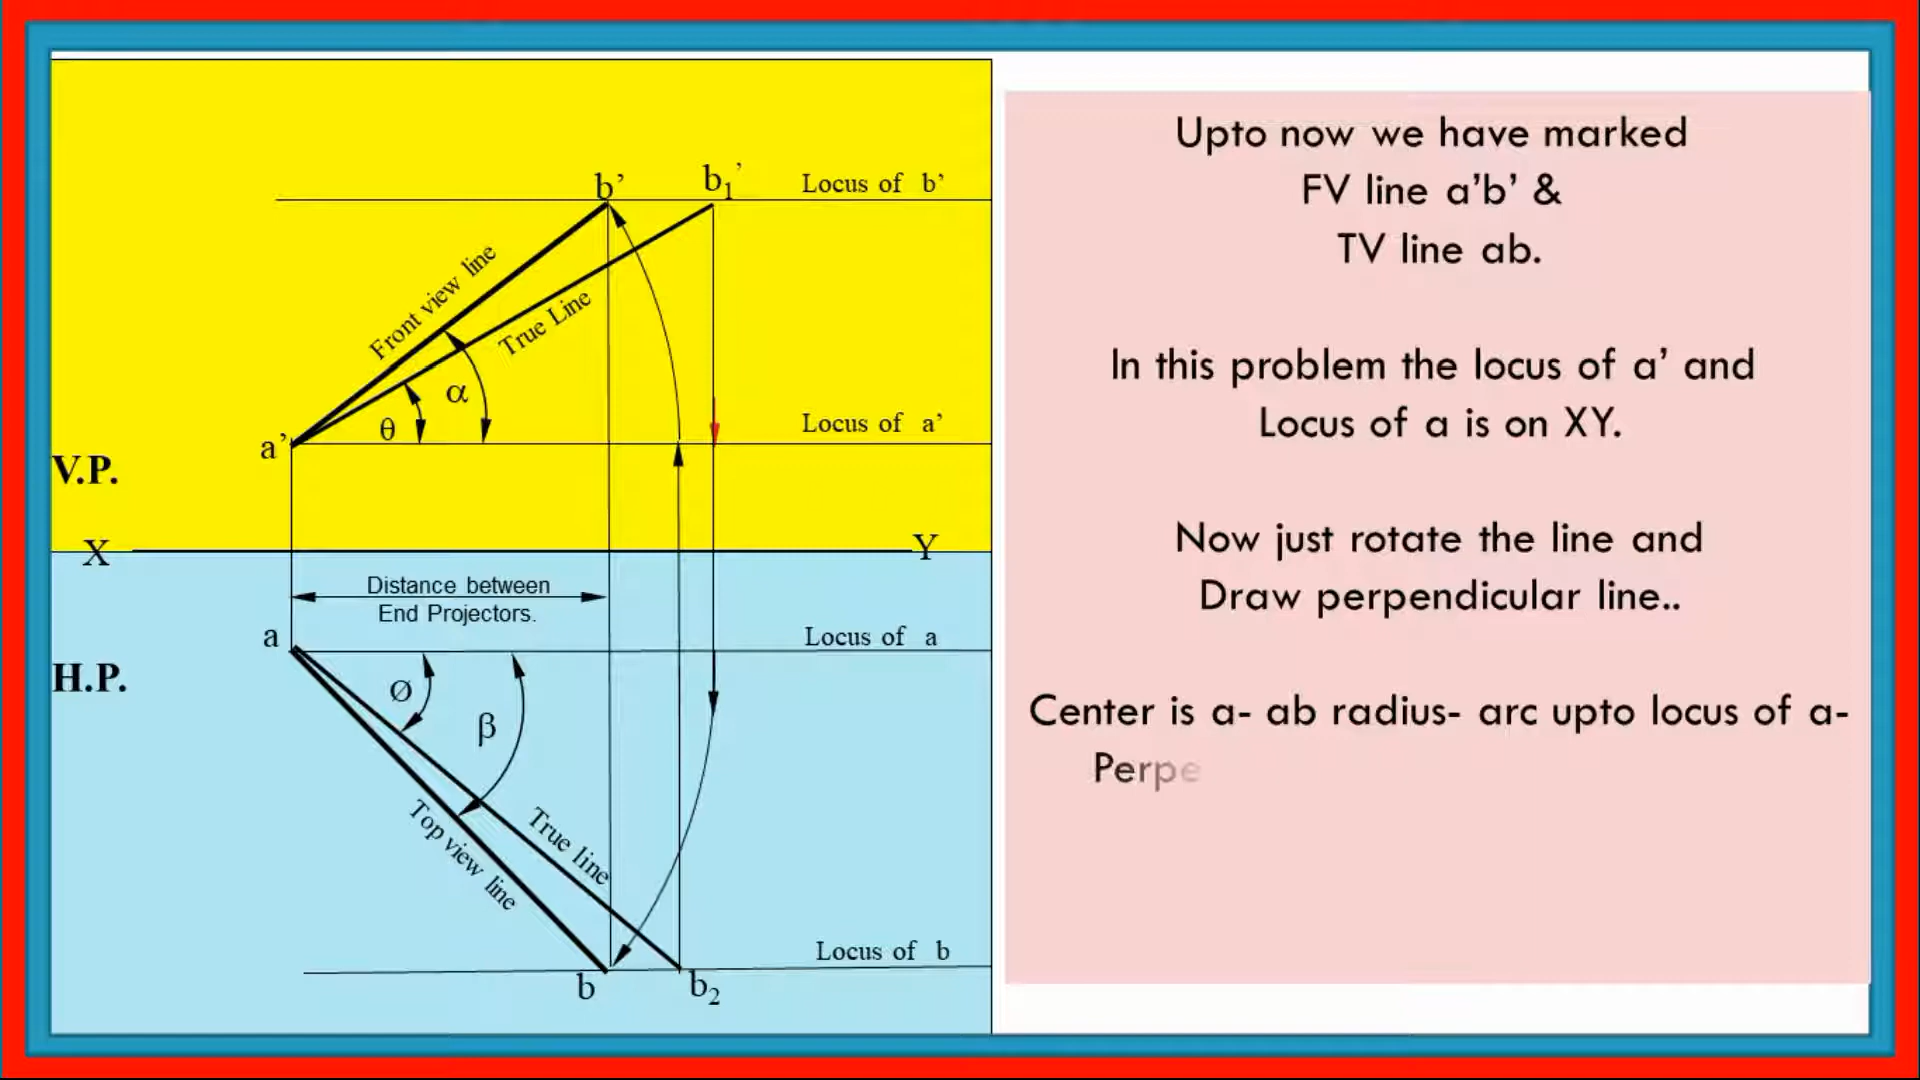 b’
b₁’
Locus of b’
Front view line
True Line
α
θ
Locus of a’
a’
V.P.
X
Y
Distance between
End Projectors.
a
Locus of a
H.P.
Ø
β
Top view line
True line
Locus of b
b
b₂
Upto now we have marked
FV line a’b’ &
TV line ab.
In this problem the locus of a’ and
Locus of a is on XY.
Now just rotate the line and
Draw perpendicular line..
Center is a- ab radius- arc upto locus of a-
Perpe